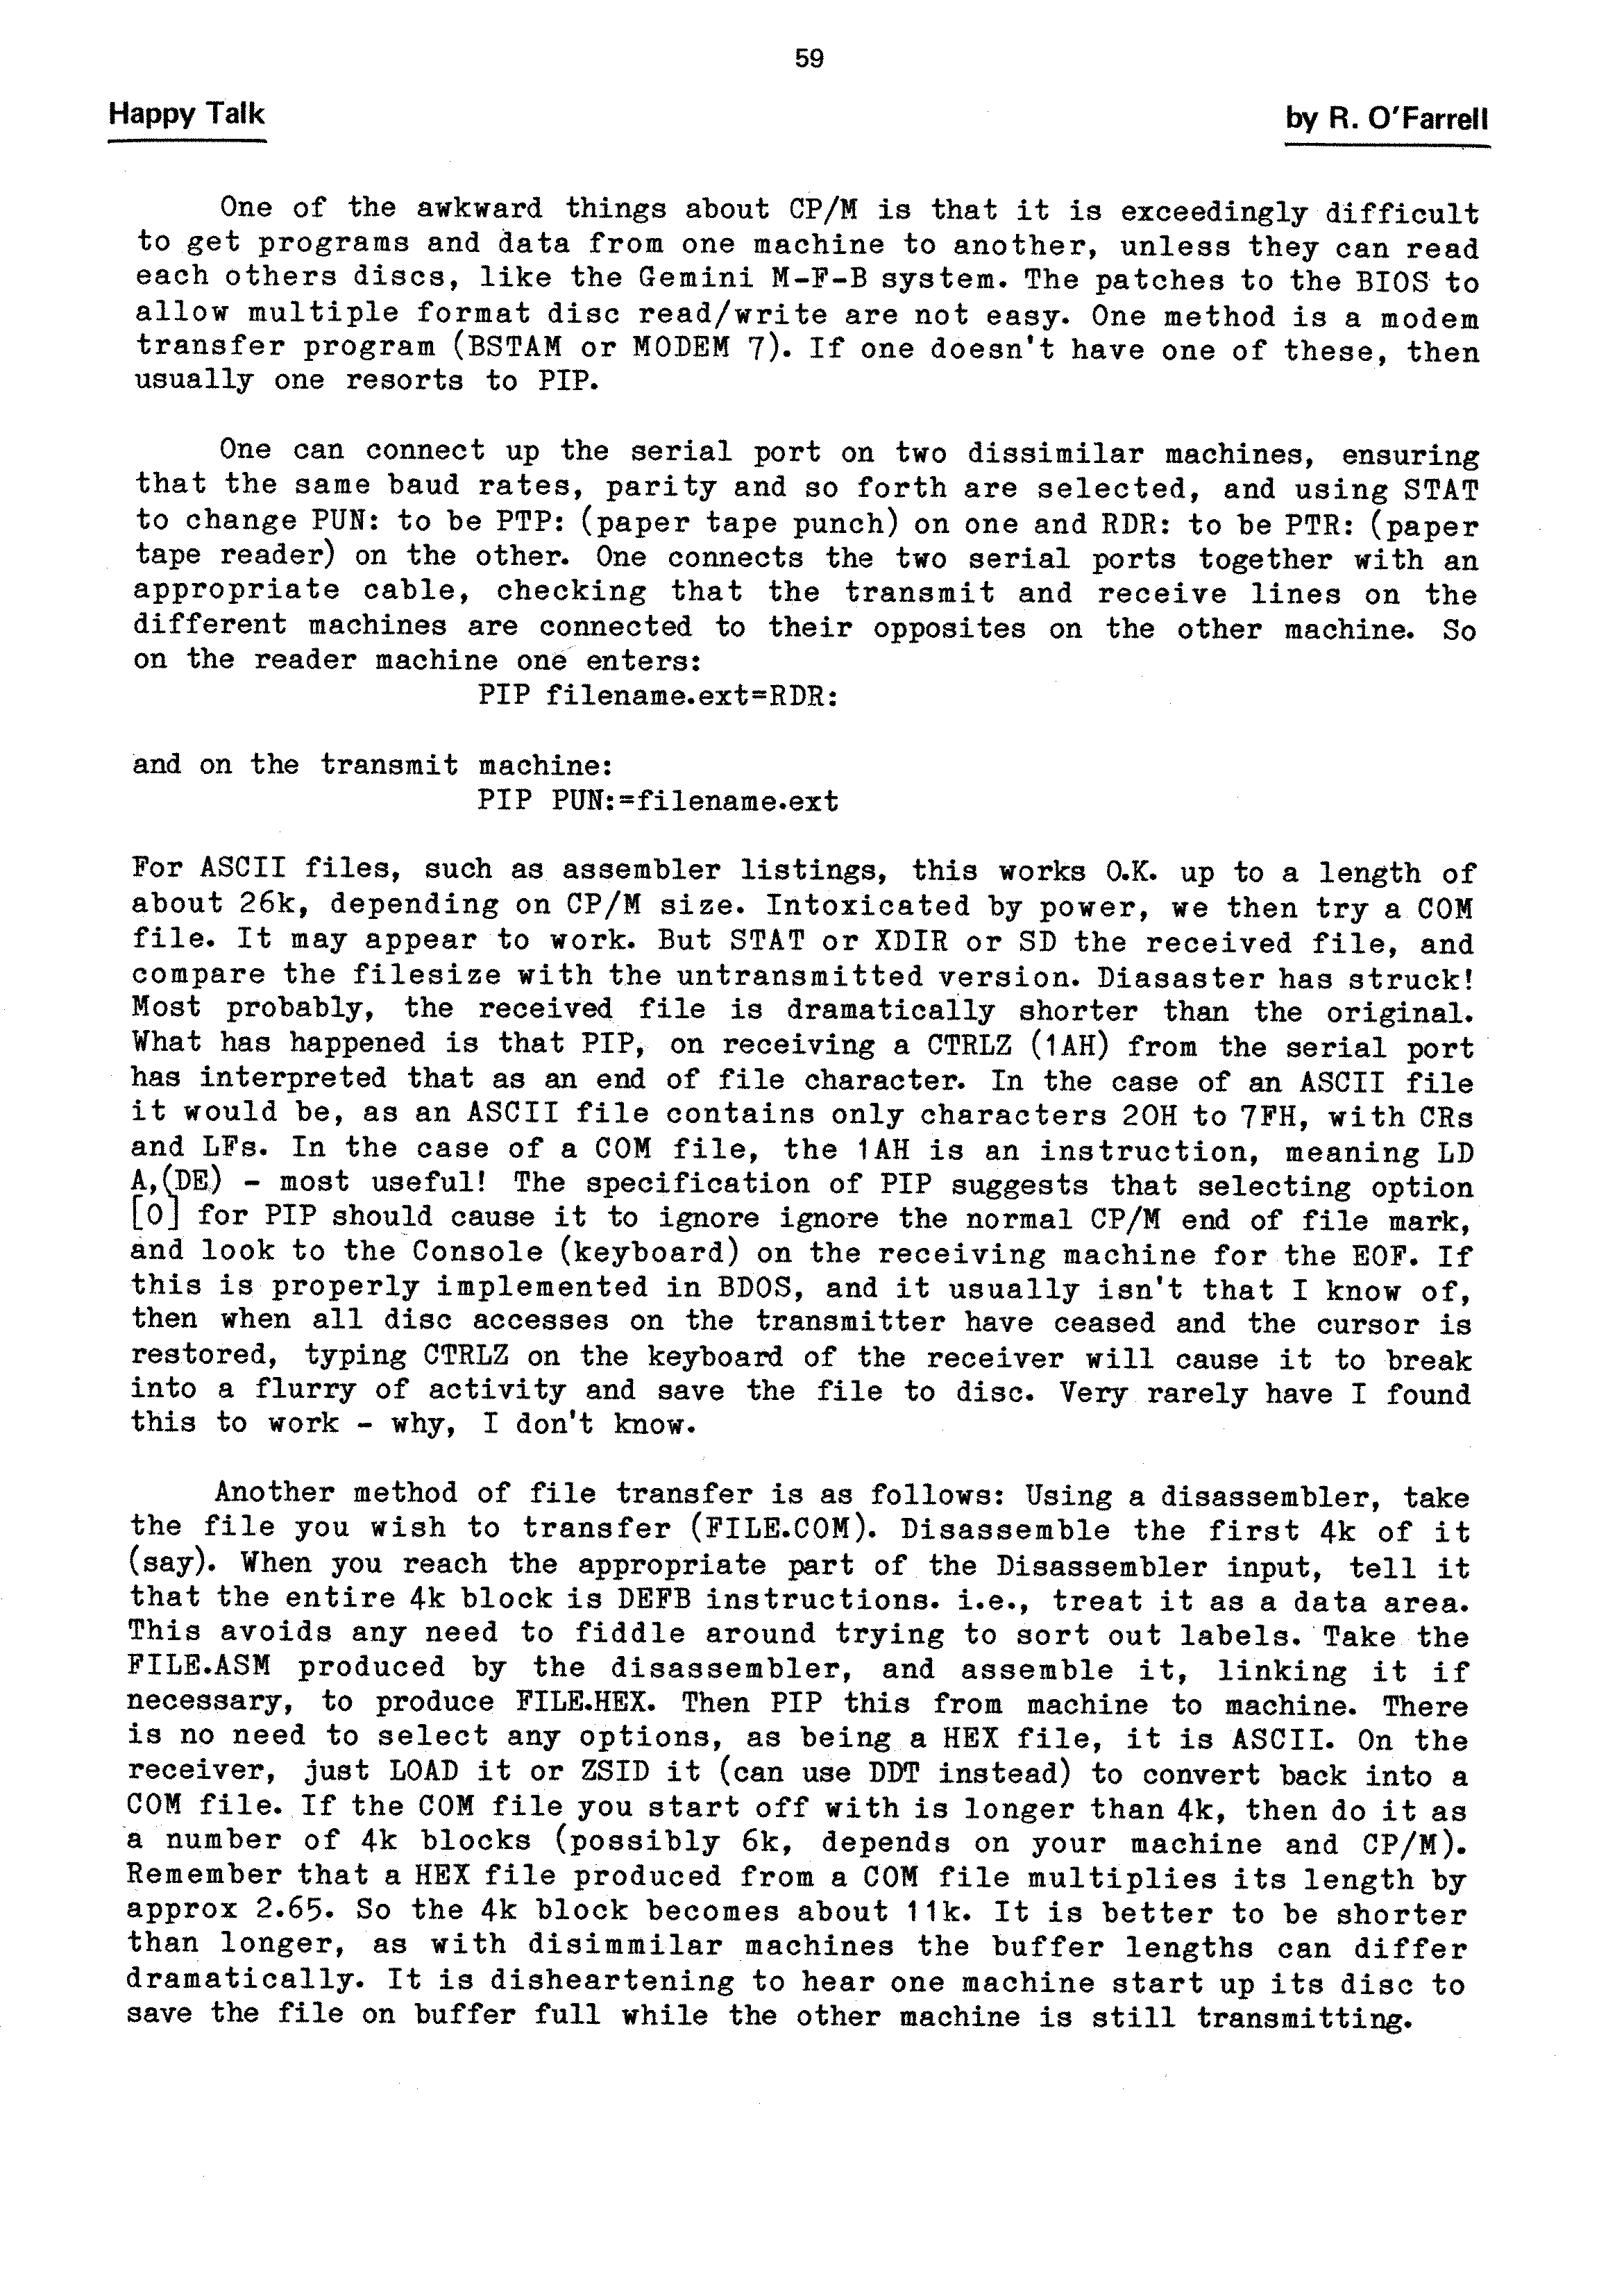 59
Happy Talk
by R. O'Farrell
One of the awkward things about CP/M is that it is exceedingly difficult
to get programs and data from one machine to another, unless they can read
each others discs, like the Gemini M-F-B system. The patches to the BIOS to
allow multiple format disc read/write are not easy. One method is a modem
transfer program (BSTAM or MODEM 7). If one doesn't have one of these, then
usually one resorts to PIP.
One can connect up the serial port on two dissimilar machines, ensuring
that the same baud rates, parity and so forth are selected, and using STAT
to change PUN: to be PTP: (paper tape punch) on one and RDR: to be PTR: (paper
tape reader) on the other. One connects the two serial ports together with an
appropriate cable, checking that the transmit and receive lines on the
different machines are connected to their opposites on the other machine. So
on the reader machine one enters:
PIP filename.ext=RDR:
and on the transmit machine:
PIP PUN:=filename.ext
For ASCII files, such as assembler listings, this works O.K. up to a length of
about 26k, depending on CP/M size. Intoxicated by power, we then try a COM
file. It may appear to work. But STAT or XDIR or SD the received file, and
compare the filesize with the untransmitted version. Diasaster has struck!
Most probably, the received file is dramatically shorter than the original.
What has happened is that PIP, on receiving a CTRLZ (1AH) from the serial port
has interpreted that as an end of file character. In the case of an ASCII file
it would be, as an ASCII file contains only characters 20H to 7FH, with CRs
and LFs. In the case of a COM file, the 1AH is an instruction, meaning LD
A,(DE) - most useful! The specification of PIP suggests that selecting option
[O] for PIP should cause it to ignore ignore the normal CP/M end of file mark,
and look to the Console (keyboard) on the receiving machine for the EOF. If
this is properly implemented in BDOS, and it usually isn't that I know of,
then when all disc accesses on the transmitter have ceased and the cursor is
restored, typing CTRLZ on the keyboard of the receiver will cause it to break
into a flurry of activity and save the file to disc. Very rarely have I found
this to work - why, I don't know.
Another method of file transfer is as follows: Using a disassembler, take
the file you wish to transfer (FILE.COM). Disassemble the first 4k of it
(say). When you reach the appropriate part of the Disassembler input, tell it
that the entire 4k block is DEFB instructions. i.e., treat it as a data area.
This avoids any need to fiddle around trying to sort out labels. Take the
FILE.ASM produced by the disassembler, and assemble it, linking it if
necessary, to produce FILE.HEX. Then PIP this from machine to machine. There
is no need to select any options, as being a HEX file, it is ASCII. On the
receiver, just LOAD it or ZSID it (can use DDT instead) to convert back into a
COM file. If the COM file you start off with is longer than 4k, then do it as
a number of 4k blocks (possibly 6k, depends on your machine and CP/M).
Remember that a HEX file produced from a COM file multiplies its length by
approx 2.65. So the 4k block becomes about 11k. It is better to be shorter
than longer, as with disimmilar machines the buffer lengths can differ
dramatically. It is disheartening to hear one machine start up its disc to
save the file on buffer full while the other machine is still transmitting.